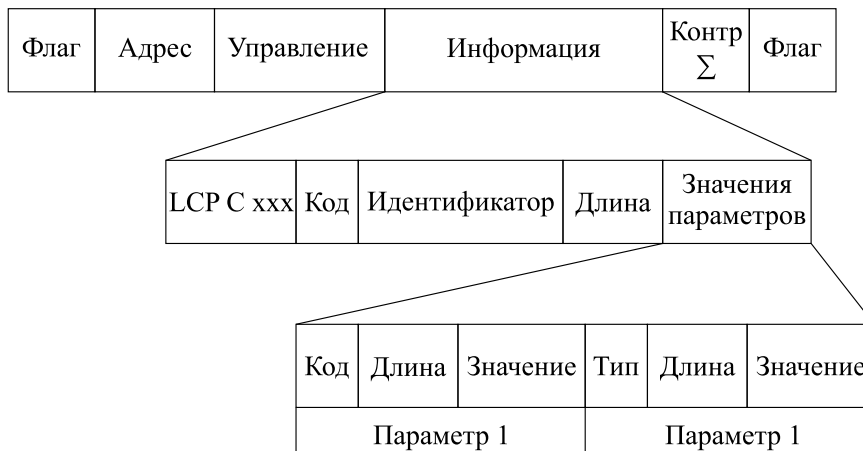 Флаг Адрес Управление Информация Контр ∑ Флаг
LCP C xxx Код Идентификатор Длина Значения параметров
Код Длина Значение Тип Длина Значение
Параметр 1 Параметр 1